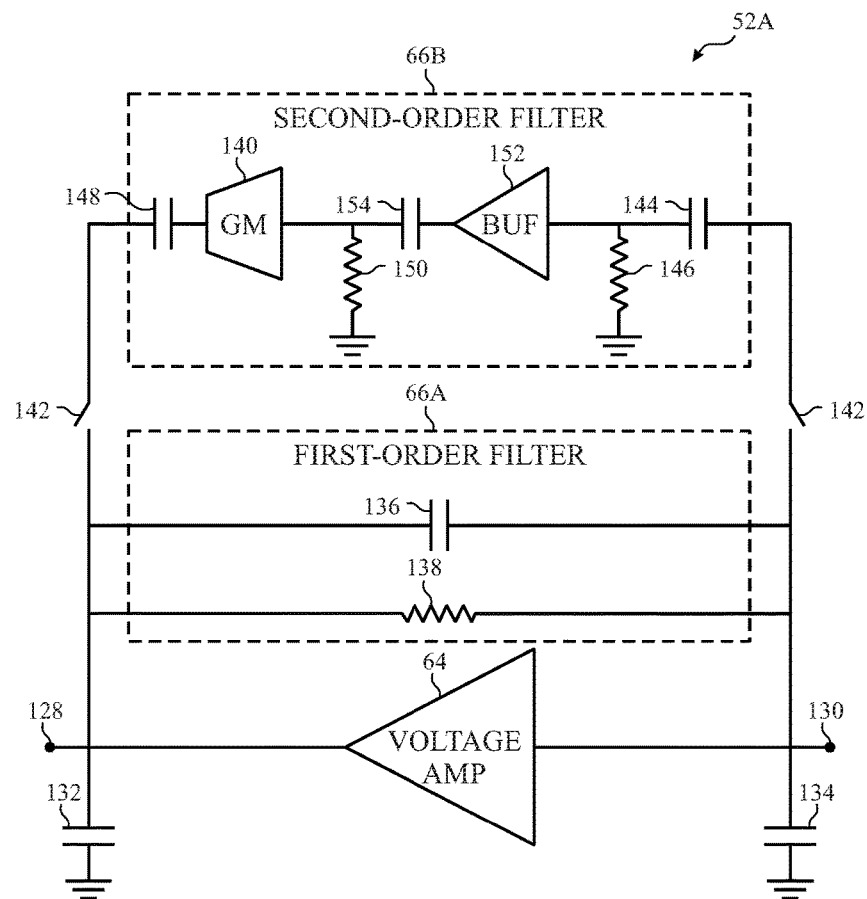 52A
66B
SECOND-ORDER FILTER
140
152
148
154
144
GM
BUF
150
146
142
142
66A
FIRST-ORDER FILTER
136
138
64
128
130
VOLTAGE
AMP
132
134